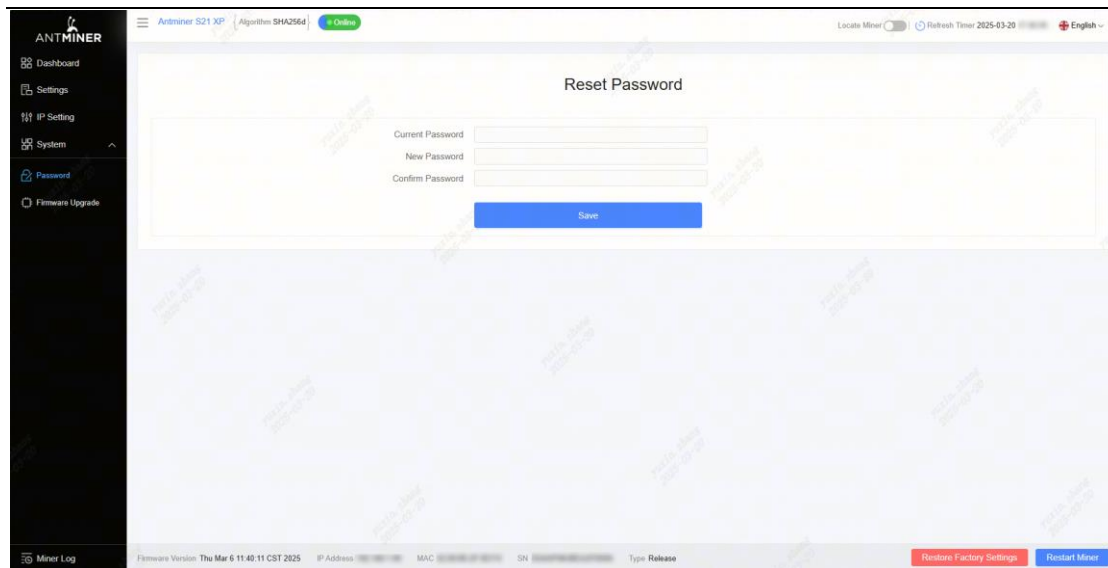 ANTMINER
Antminer S21 XP Algorithm SHA256d Online
Locate Miner Refresh Timer 2025-03-20 English
Dashboard
Settings
IP Setting
System
Password
Firmware Upgrade
Reset Password
Current Password
New Password
Confirm Password
Save
Miner Log
Firmware Version Thu Mar 6 11:40:11 CST 2025 IP Address MAC SN Type Release
Restore Factory Settings Restart Miner